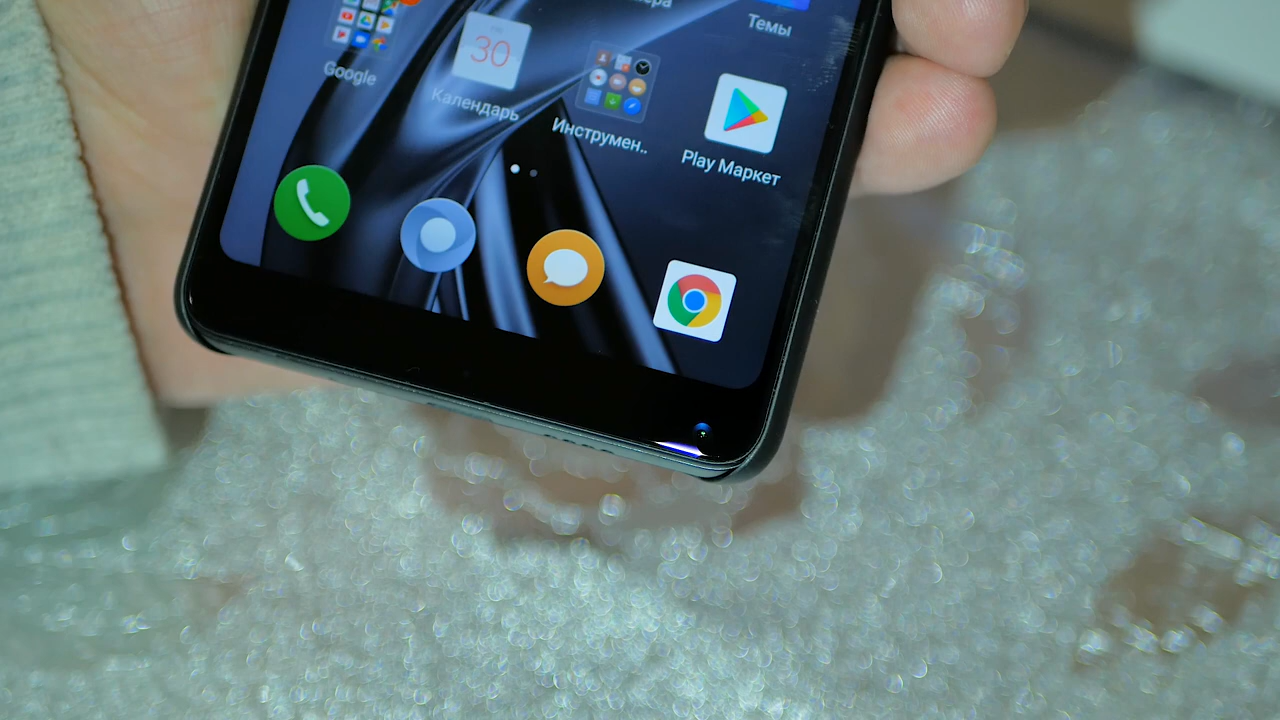 Темы
Google
30
Календарь
Инструмен..
Play Маркет